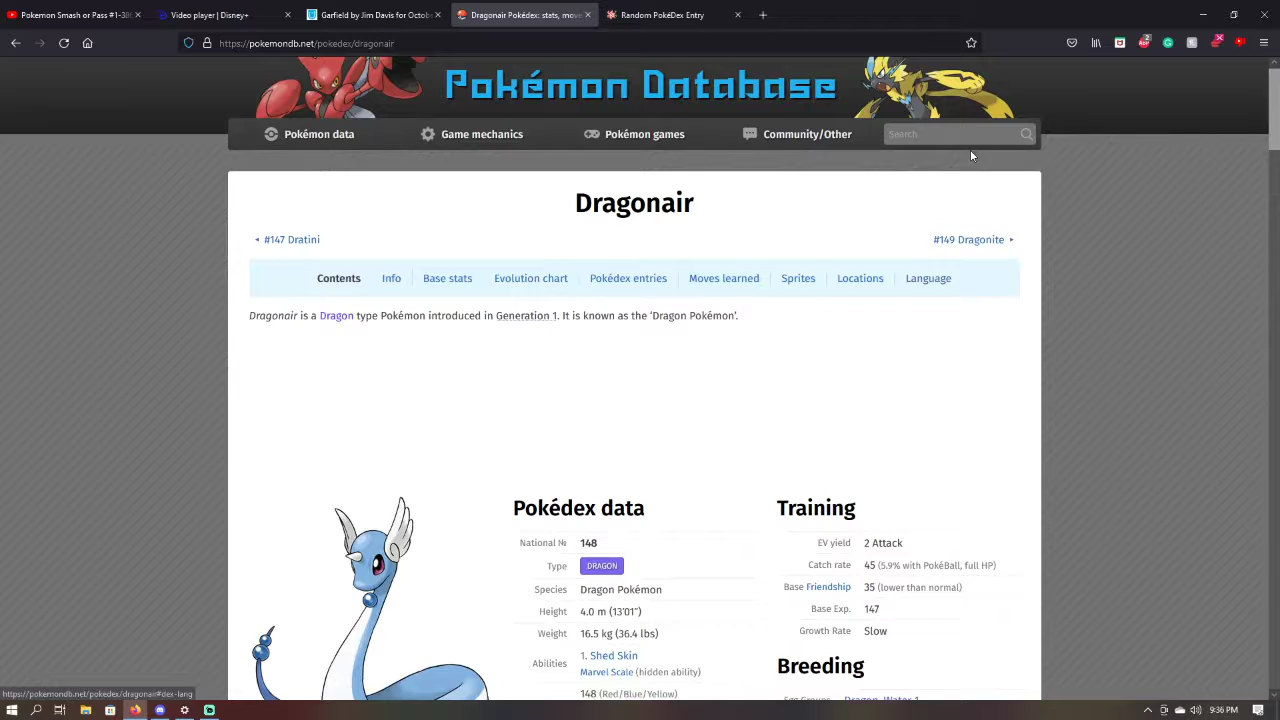 Pokemon Smash or Pass #1-38
Video player | Disney+
Garfield by Jim Davis for Octob
Dragonair Pokédex: stats, move
Random PokéDex Entry
https://pokemondb.net/pokedex/dragonair
Pokémon Database
Pokémon data
Game mechanics
Pokémon games
Community/Other
Search
Dragonair
#147 Dratini
#149 Dragonite
Contents
Info
Base stats
Evolution chart
Pokédex entries
Moves learned
Sprites
Locations
Language
Dragonair is a Dragon type Pokémon introduced in Generation 1. It is known as the ‘Dragon Pokémon’.
Pokédex data
National № 148
Type DRAGON
Species Dragon Pokémon
Height 4.0 m (13′01″)
Weight 16.5 kg (36.4 lbs)
Abilities 1. Shed Skin
Marvel Scale (hidden ability)
148 (Red/Blue/Yellow)
Training
EV yield 2 Attack
Catch rate 45 (5.9% with PokéBall, full HP)
Base Friendship 35 (lower than normal)
Base Exp. 147
Growth Rate Slow
Breeding
Egg Groups Dragon, Water 1
https://pokemondb.net/pokedex/dragonair#dex-lang
9:36 PM